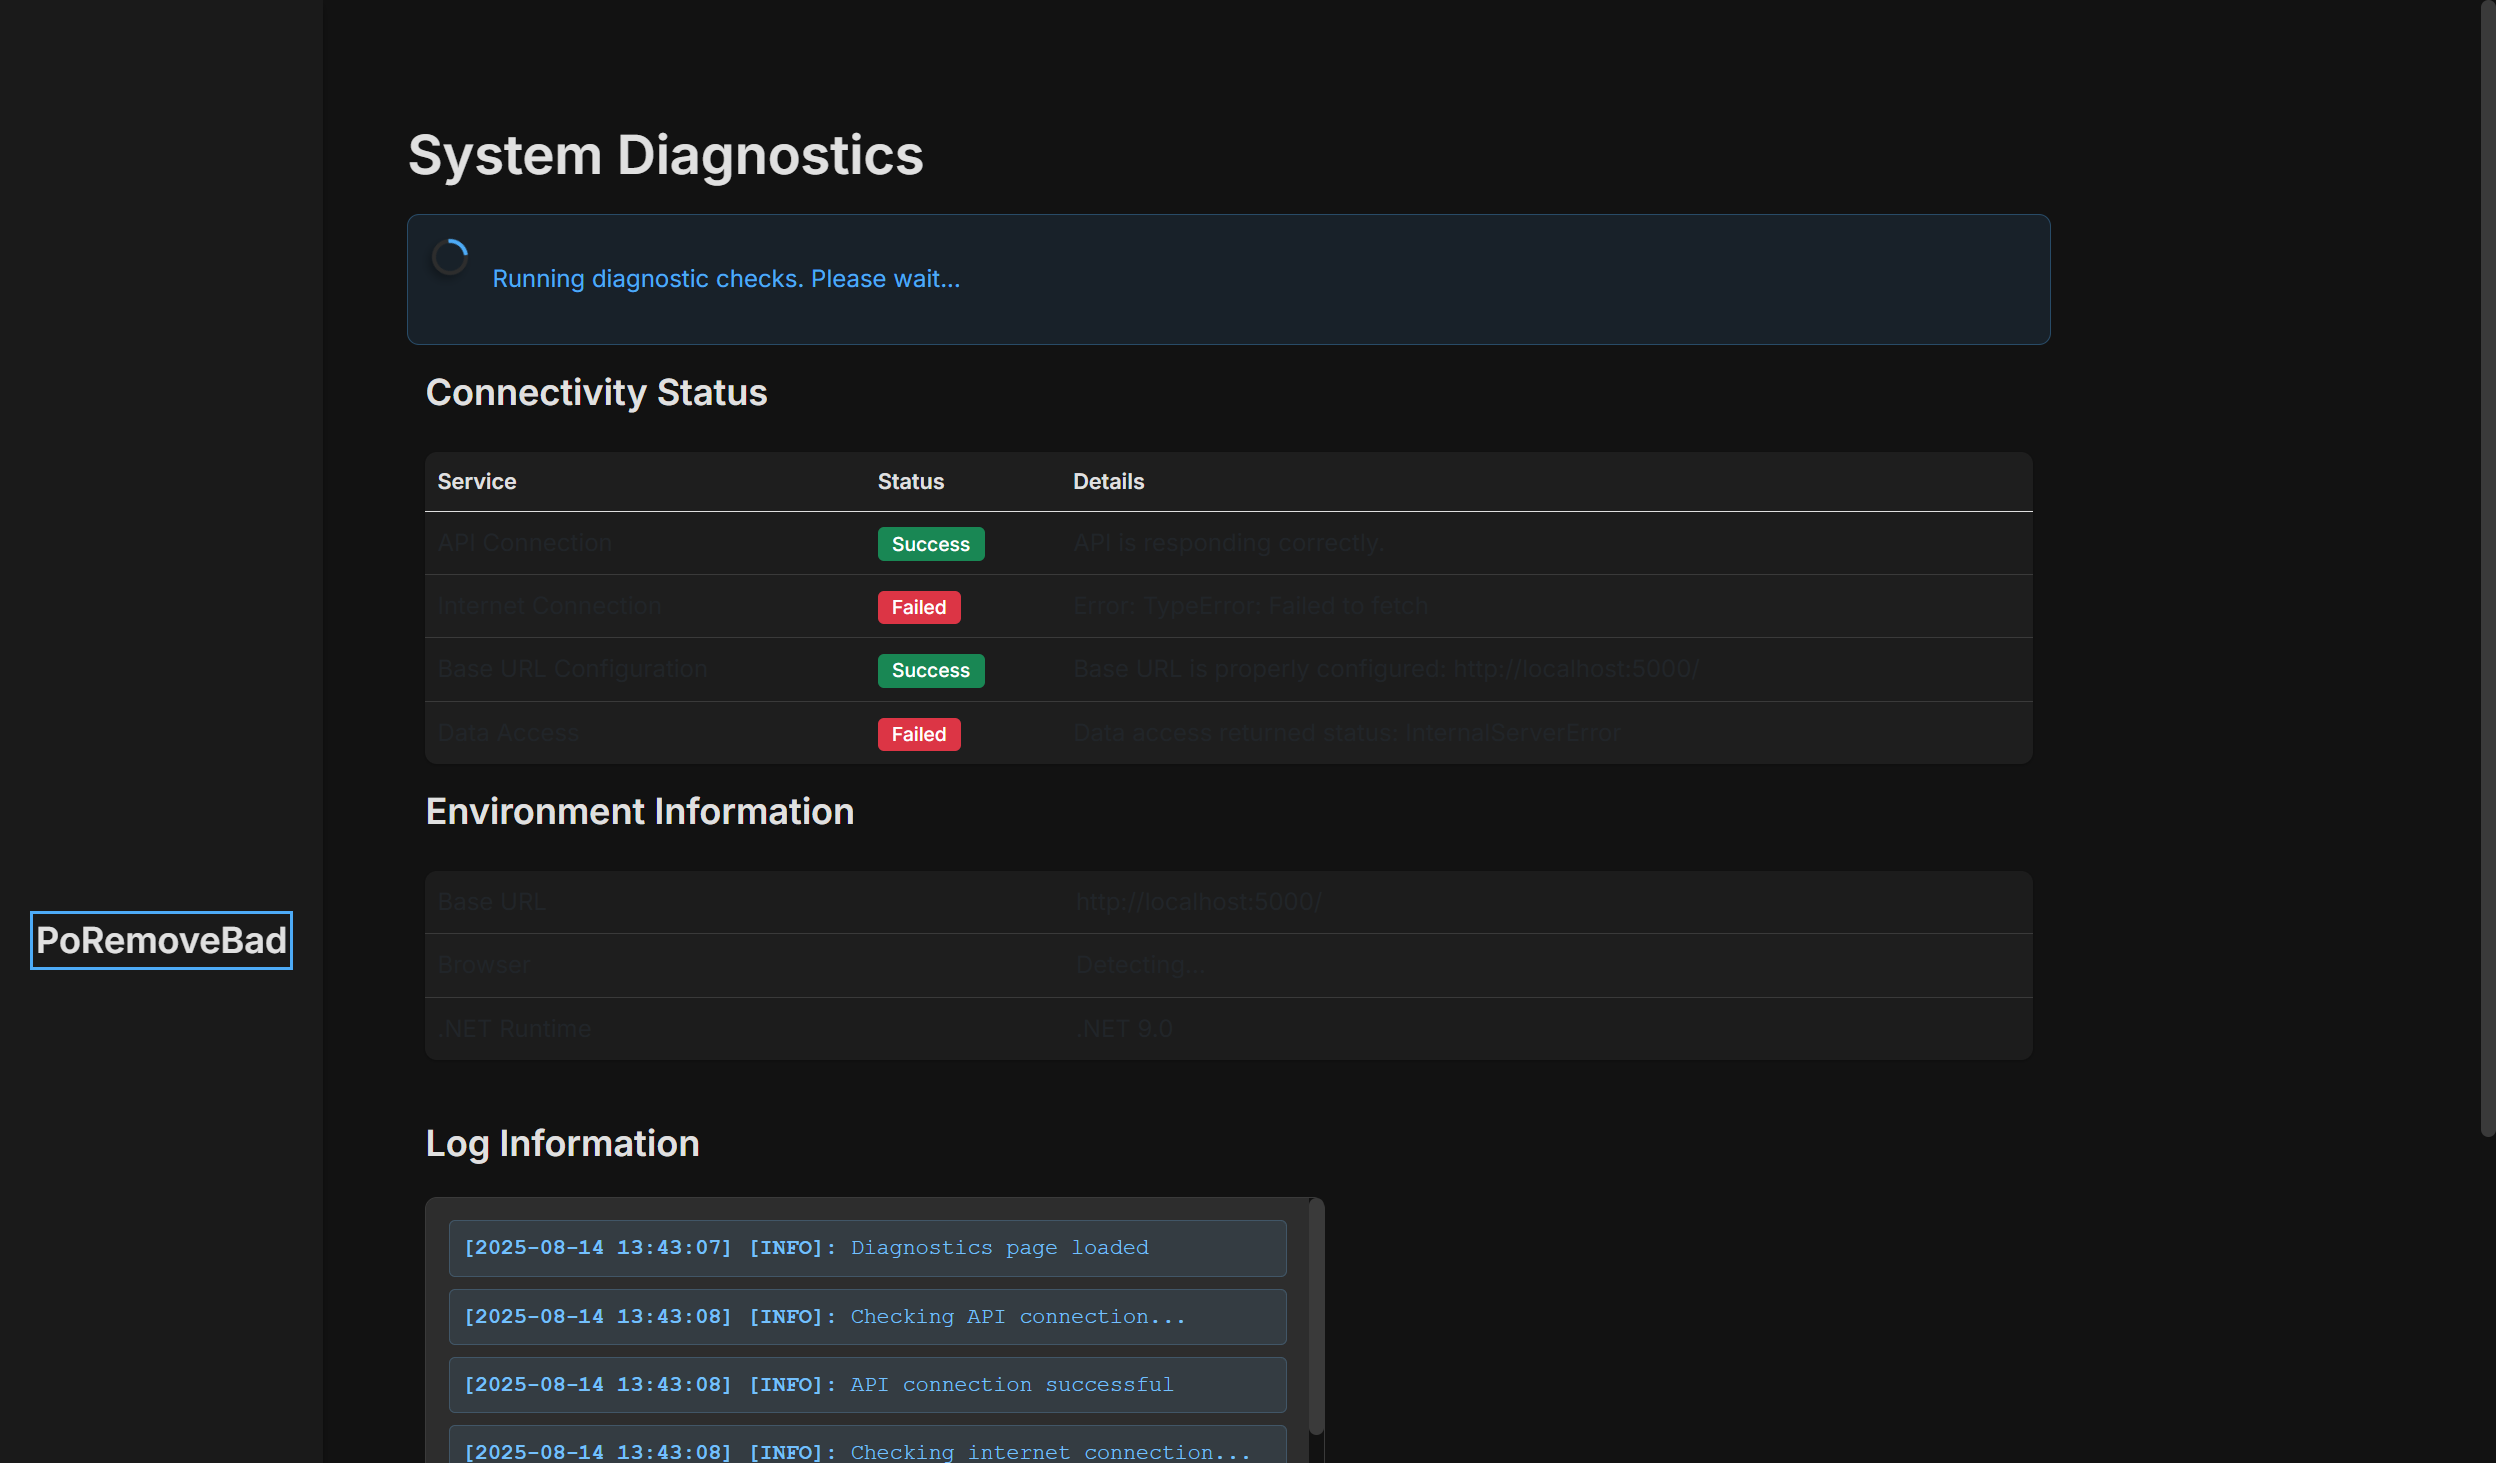 System Diagnostics
Running diagnostic checks. Please wait...
Connectivity Status
Service Status Details
API Connection Success API is responding correctly.
Internet Connection Failed Error: TypeError: Failed to fetch
Base URL Configuration Success Base URL is properly configured: http://localhost:5000/
Data Access Failed Data access returned status: InternalServerError
Environment Information
Base URL http://localhost:5000/
PoRemoveBad
Browser Detecting...
.NET Runtime .NET 9.0
Log Information
[2025-08-14 13:43:07] [INFO]: Diagnostics page loaded
[2025-08-14 13:43:08] [INFO]: Checking API connection...
[2025-08-14 13:43:08] [INFO]: API connection successful
[2025-08-14 13:43:08] [INFO]: Checking internet connection...